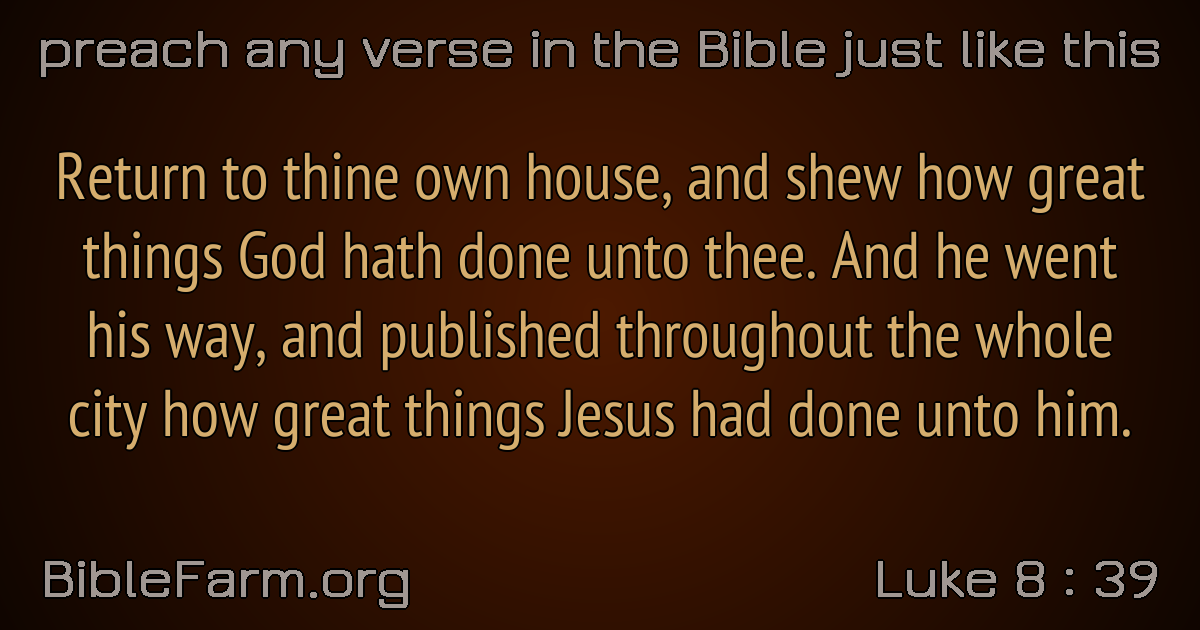 preach any verse in the Bible just like this
Return to thine own house, and shew how great
things God hath done unto thee. And he went
his way, and published throughout the whole
city how great things Jesus had done unto him.
BibleFarm.org
Luke 8 : 39